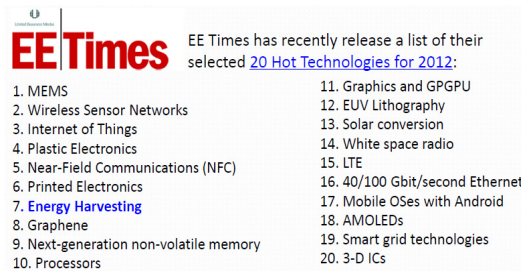 United Business Media
EE Times
EE Times has recently release a list of their
selected 20 Hot Technologies for 2012:
1. MEMS
2. Wireless Sensor Networks
3. Internet of Things
4. Plastic Electronics
5. Near-Field Communications (NFC)
6. Printed Electronics
7. Energy Harvesting
8. Graphene
9. Next-generation non-volatile memory
10. Processors
11. Graphics and GPGPU
12. EUV Lithography
13. Solar conversion
14. White space radio
15. LTE
16. 40/100 Gbit/second Ethernet
17. Mobile OSes with Android
18. AMOLEDs
19. Smart grid technologies
20. 3-D ICs